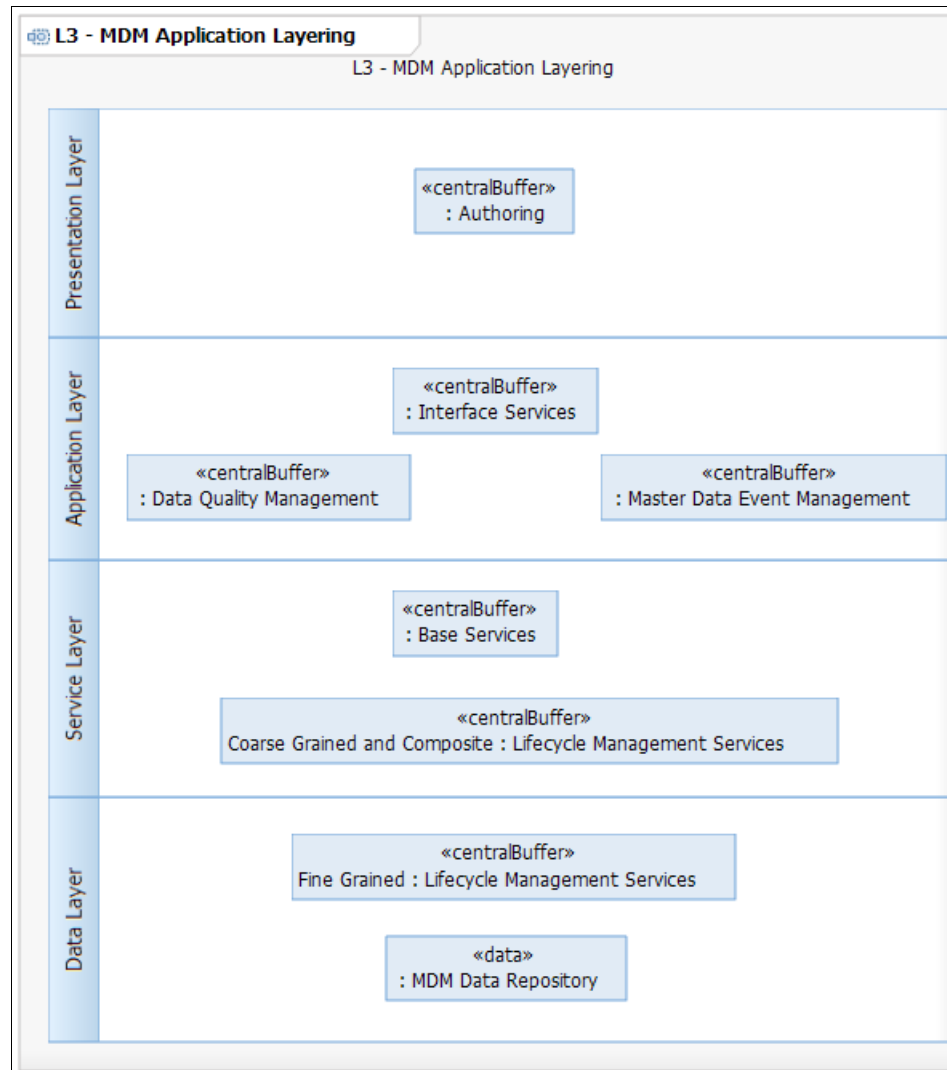 L3 - MDM Application Layering
L3 - MDM Application Layering
Presentation Layer
«centralBuffer»
: Authoring
Application Layer
«centralBuffer»
: Interface Services
«centralBuffer»
: Data Quality Management
«centralBuffer»
: Master Data Event Management
Service Layer
«centralBuffer»
: Base Services
«centralBuffer»
Coarse Grained and Composite : Lifecycle Management Services
Data Layer
«centralBuffer»
Fine Grained : Lifecycle Management Services
«data»
: MDM Data Repository